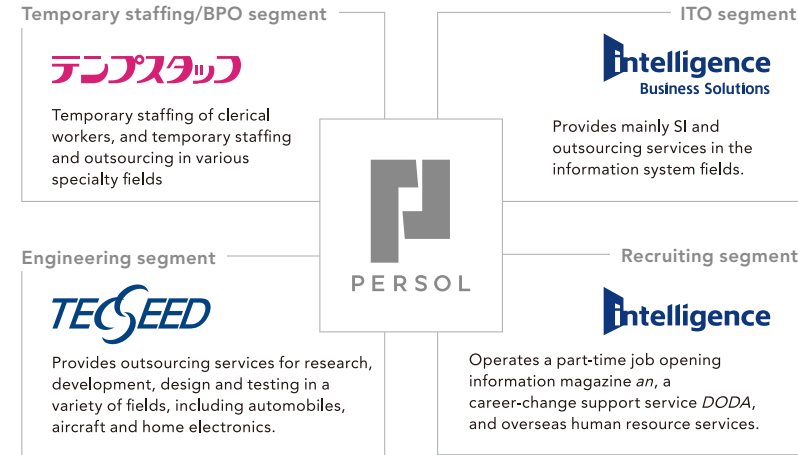 Temporary staffing/BPO segment
テンプスタッフ
Temporary staffing of clerical
workers, and temporary staffing
and outsourcing in various
specialty fields
ITO segment
intelligence
Business Solutions
Provides mainly SI and
outsourcing services in the
information system fields.
PERSOL
Engineering segment
TECSEED
Provides outsourcing services for research,
development, design and testing in a
variety of fields, including automobiles,
aircraft and home electronics.
Recruiting segment
intelligence
Operates a part-time job opening
information magazine an, a
career-change support service DODA,
and overseas human resource services.